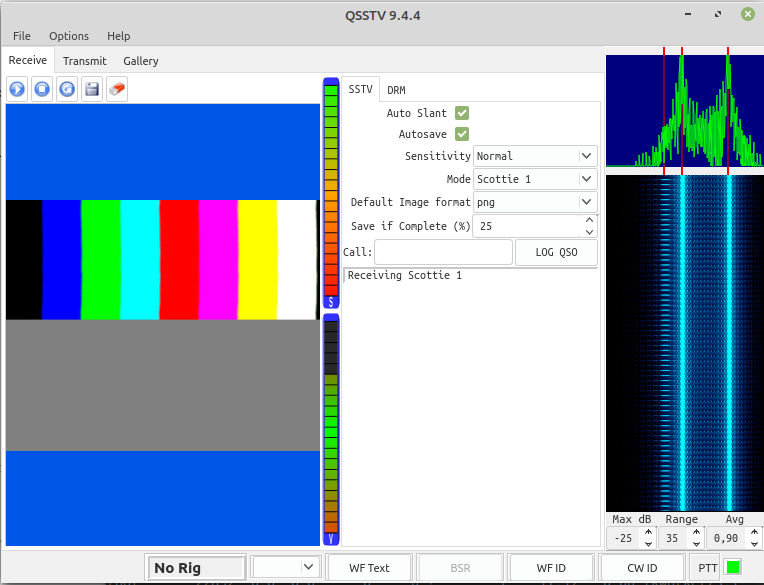 QSSTV 9.4.4
File Options Help
Receive Transmit Gallery
SSTV DRM
Auto Slant
Autosave
Sensitivity Normal
Mode Scottie 1
Default Image format png
Save if Complete (%) 25
Call: LOG QSO
Receiving Scottie 1
S
V
Max dB Range Avg
-25 35 0,90
No Rig WF Text BSR WF ID CW ID PTT